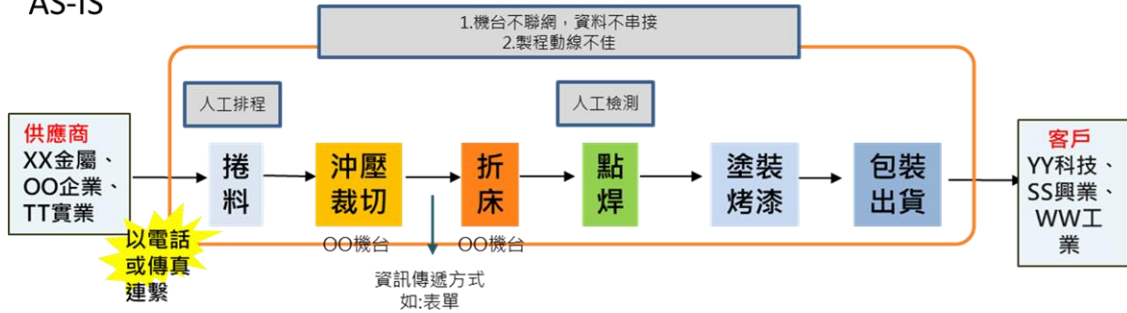 AS-IS
1.機台不聯網，資料不串接
2.製程動線不佳
人工排程
人工檢測
供應商
XX金屬、
OO企業、
TT實業
捲
料
沖壓
裁切
折
床
點
焊
塗裝
烤漆
包裝
出貨
客戶
YY科技、
SS興業、
WW工
業
以電話
或傳真
連繫
OO機台
OO機台
資訊傳遞方式
如:表單